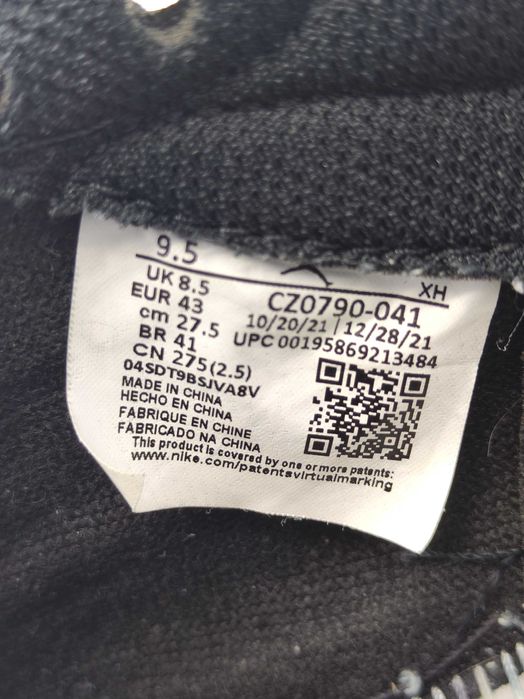 9.5
XH
UK 8.5
EUR 43
cm 27.5
BR 41
CN 275(2.5)
CZ0790-041
10/20/21 | 12/28/21
UPC 00195869213484
04SDT9BSJVA8V
MADE IN CHINA
HECHO EN CHINA
FABRIQUE EN CHINE
FABRICADO NA CHINA
This product is covered by one or more patents:
www.nike.com/patentsvirtualmarking